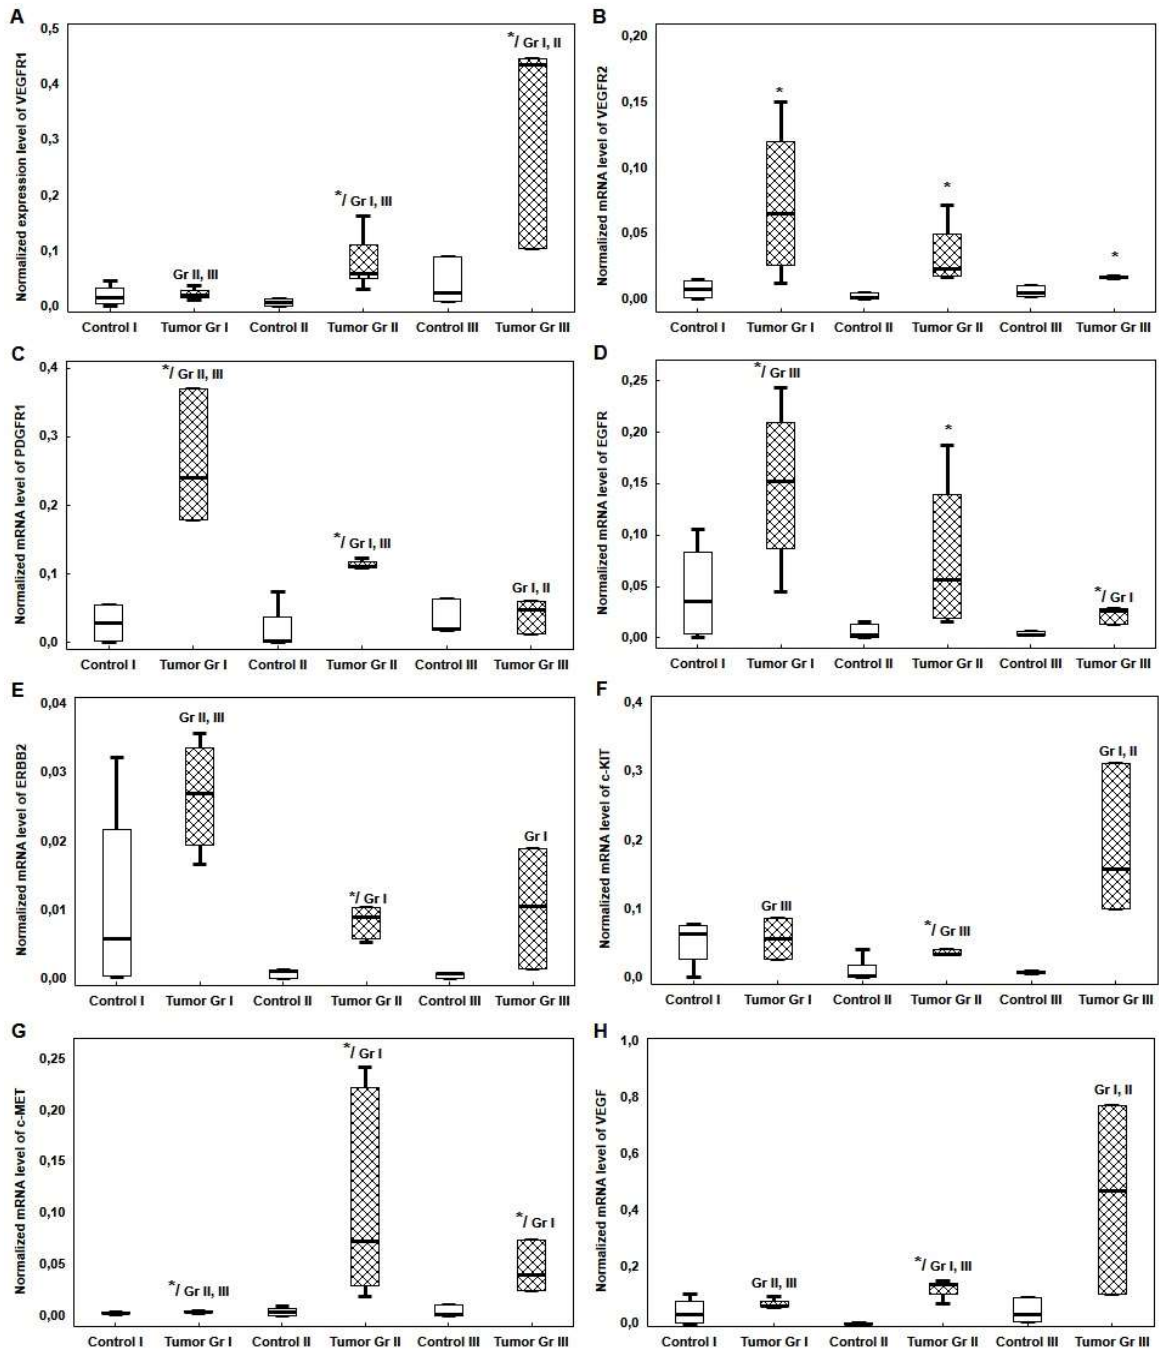 A
Normalized expression level of VEGFR1
0,5
0,4
0,3
0,2
0,1
0,0
Gr II, III
*/ Gr I, III
*/ Gr I, II
Control I Tumor Gr I Control II Tumor Gr II Control III Tumor Gr III
B
Normalized mRNA level of VEGFR2
0,20
0,15
0,10
0,05
0,00
*
*
*
Control I Tumor Gr I Control II Tumor Gr II Control III Tumor Gr III
C
Normalized mRNA level of PDGFR1
0,4
0,3
0,2
0,1
0,0
*/ Gr II, III
*/ Gr I, III
Gr I, II
Control I Tumor Gr I Control II Tumor Gr II Control III Tumor Gr III
D
Normalized mRNA level of EGFR
0,25
0,20
0,15
0,10
0,05
0,00
*/ Gr III
*
*/ Gr I
Control I Tumor Gr I Control II Tumor Gr II Control III Tumor Gr III
E
Normalized mRNA level of ERBB2
0,04
0,03
0,02
0,01
0,00
Gr II, III
*/ Gr I
Gr I
Control I Tumor Gr I Control II Tumor Gr II Control III Tumor Gr III
F
Normalized mRNA level of c-KIT
0,4
0,3
0,2
0,1
0,0
Gr III
*/ Gr III
Gr I, II
Control I Tumor Gr I Control II Tumor Gr II Control III Tumor Gr III
G
Normalized mRNA level of c-MET
0,25
0,20
0,15
0,10
0,05
0,00
*/ Gr II, III
*/ Gr I
*/ Gr I
Control I Tumor Gr I Control II Tumor Gr II Control III Tumor Gr III
H
Normalized mRNA level of VEGF
1,0
0,8
0,6
0,4
0,2
0,0
Gr II, III
*/ Gr I, III
Gr I, II
Control I Tumor Gr I Control II Tumor Gr II Control III Tumor Gr III